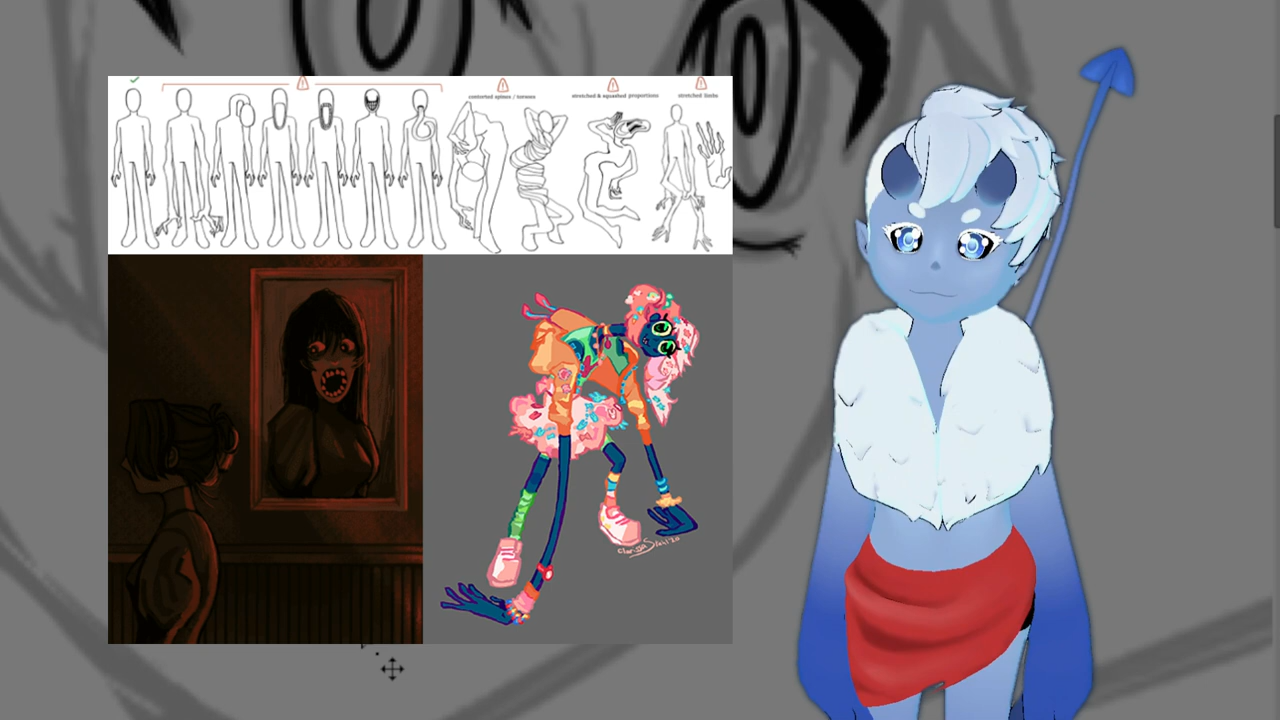 contorted spines / torsos
stretched & squashed proportions
stretched limbs